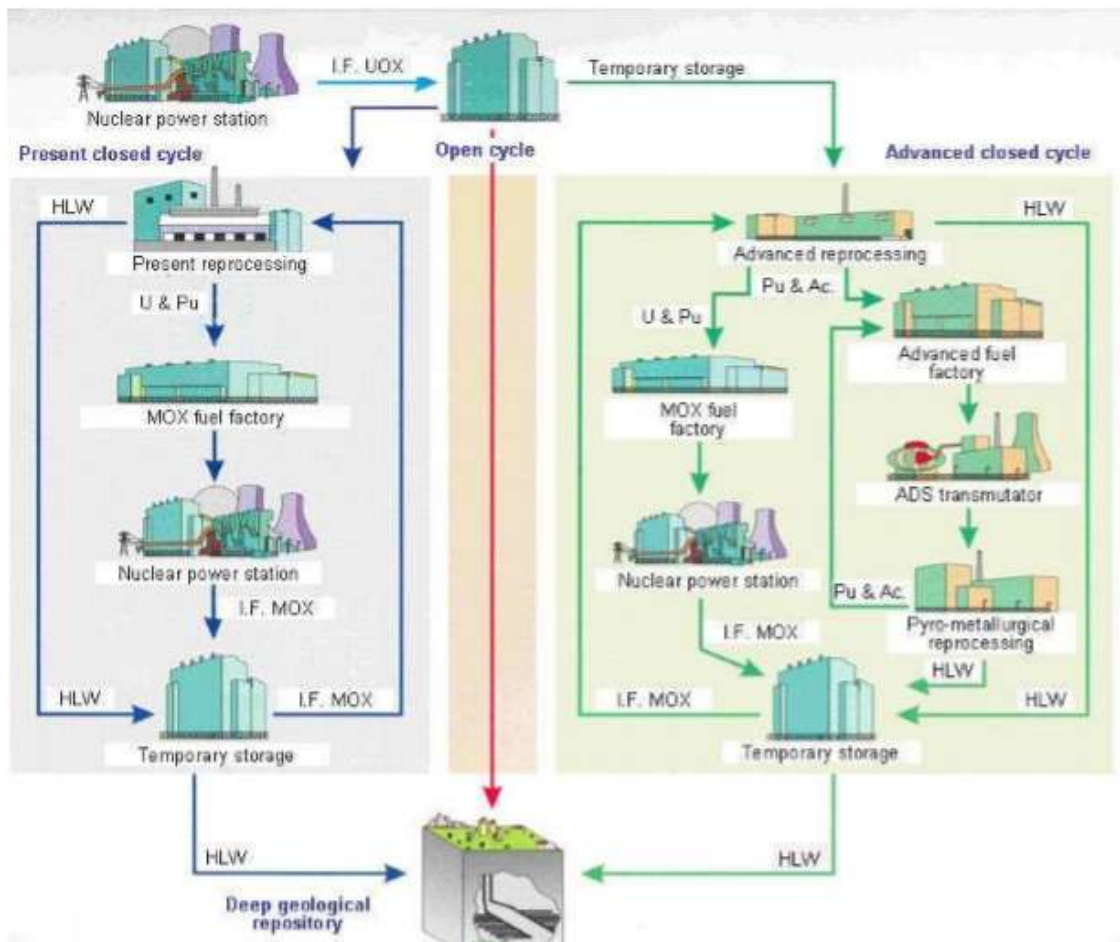 I.F. UOX
Temporary storage
Nuclear power station
Present closed cycle
Open cycle
Advanced closed cycle
HLW
Present reprocessing
U & Pu
MOX fuel factory
Nuclear power station
I.F. MOX
HLW
I.F. MOX
Temporary storage
HLW
HLW
Advanced reprocessing
Pu & Ac.
U & Pu
Advanced fuel
factory
MOX fuel
factory
ADS transmutator
Nuclear power station
Pu & Ac.
Pyro-metallurgical
reprocessing
I.F. MOX
HLW
I.F. MOX
HLW
Temporary storage
HLW
Deep geological
repository